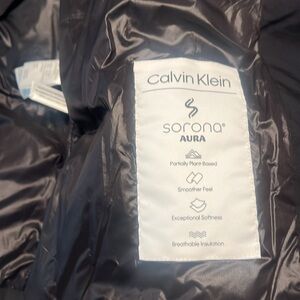 Calvin Klein
sorona®
AURA
Partially Plant Based
Smoother Feel
Exceptional Softness
Breathable Insulation